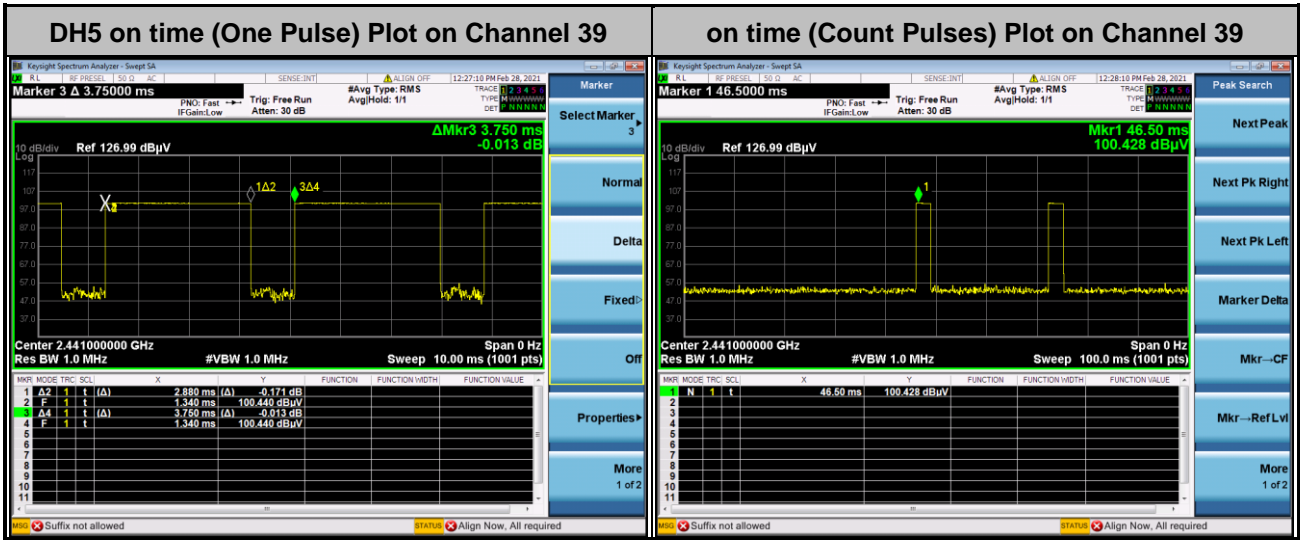 DH5 on time (One Pulse) Plot on Channel 39
on time (Count Pulses) Plot on Channel 39
Keysight Spectrum Analyzer - Swept SA
RL RF PRESEL 50 Ω AC SENSE:INT ALIGN OFF 12:27:10 PM Feb 28, 2021
Marker 3 Δ 3.75000 ms
PNO: Fast
IFGain:Low
Trig: Free Run
Atten: 30 dB
#Avg Type: RMS
Avg|Hold: 1/1
TRACE 1 2 3 4 5 6
TYPE M W W W W W
DET P N N N N N
ΔMkr3 3.750 ms
-0.013 dB
10 dB/div Ref 126.99 dBµV
Log
117
107
97.0
87.0
77.0
67.0
57.0
47.0
37.0
1Δ2
3Δ4
Center 2.441000000 GHz Span 0 Hz
Res BW 1.0 MHz #VBW 1.0 MHz Sweep 10.00 ms (1001 pts)
MKR MODE TRC SCL X Y FUNCTION FUNCTION WIDTH FUNCTION VALUE
1 Δ2 1 t (Δ) 2.880 ms (Δ) -0.171 dB
2 F 1 t 1.340 ms 100.440 dBµV
3 Δ4 1 t (Δ) 3.750 ms (Δ) -0.013 dB
4 F 1 t 1.340 ms 100.440 dBµV
5
6
7
8
9
10
11
MSG Suffix not allowed STATUS Align Now, All required
Marker
Select Marker
3
Normal
Delta
Fixed
Off
Properties
More
1 of 2
Keysight Spectrum Analyzer - Swept SA
RL RF PRESEL 50 Ω AC SENSE:INT ALIGN OFF 12:28:10 PM Feb 28, 2021
Marker 1 46.5000 ms
PNO: Fast
IFGain:Low
Trig: Free Run
Atten: 30 dB
#Avg Type: RMS
Avg|Hold: 1/1
TRACE 1 2 3 4 5 6
TYPE M W W W W W
DET P N N N N N
Mkr1 46.50 ms
100.428 dBµV
10 dB/div Ref 126.99 dBµV
Log
117
107
97.0
87.0
77.0
67.0
57.0
47.0
37.0
1
Center 2.441000000 GHz Span 0 Hz
Res BW 1.0 MHz #VBW 1.0 MHz Sweep 100.0 ms (1001 pts)
MKR MODE TRC SCL X Y FUNCTION FUNCTION WIDTH FUNCTION VALUE
1 N 1 t 46.50 ms 100.428 dBµV
2
3
4
5
6
7
8
9
10
11
MSG Suffix not allowed STATUS Align Now, All required
Peak Search
Next Peak
Next Pk Right
Next Pk Left
Marker Delta
Mkr→CF
Mkr→Ref Lvl
More
1 of 2